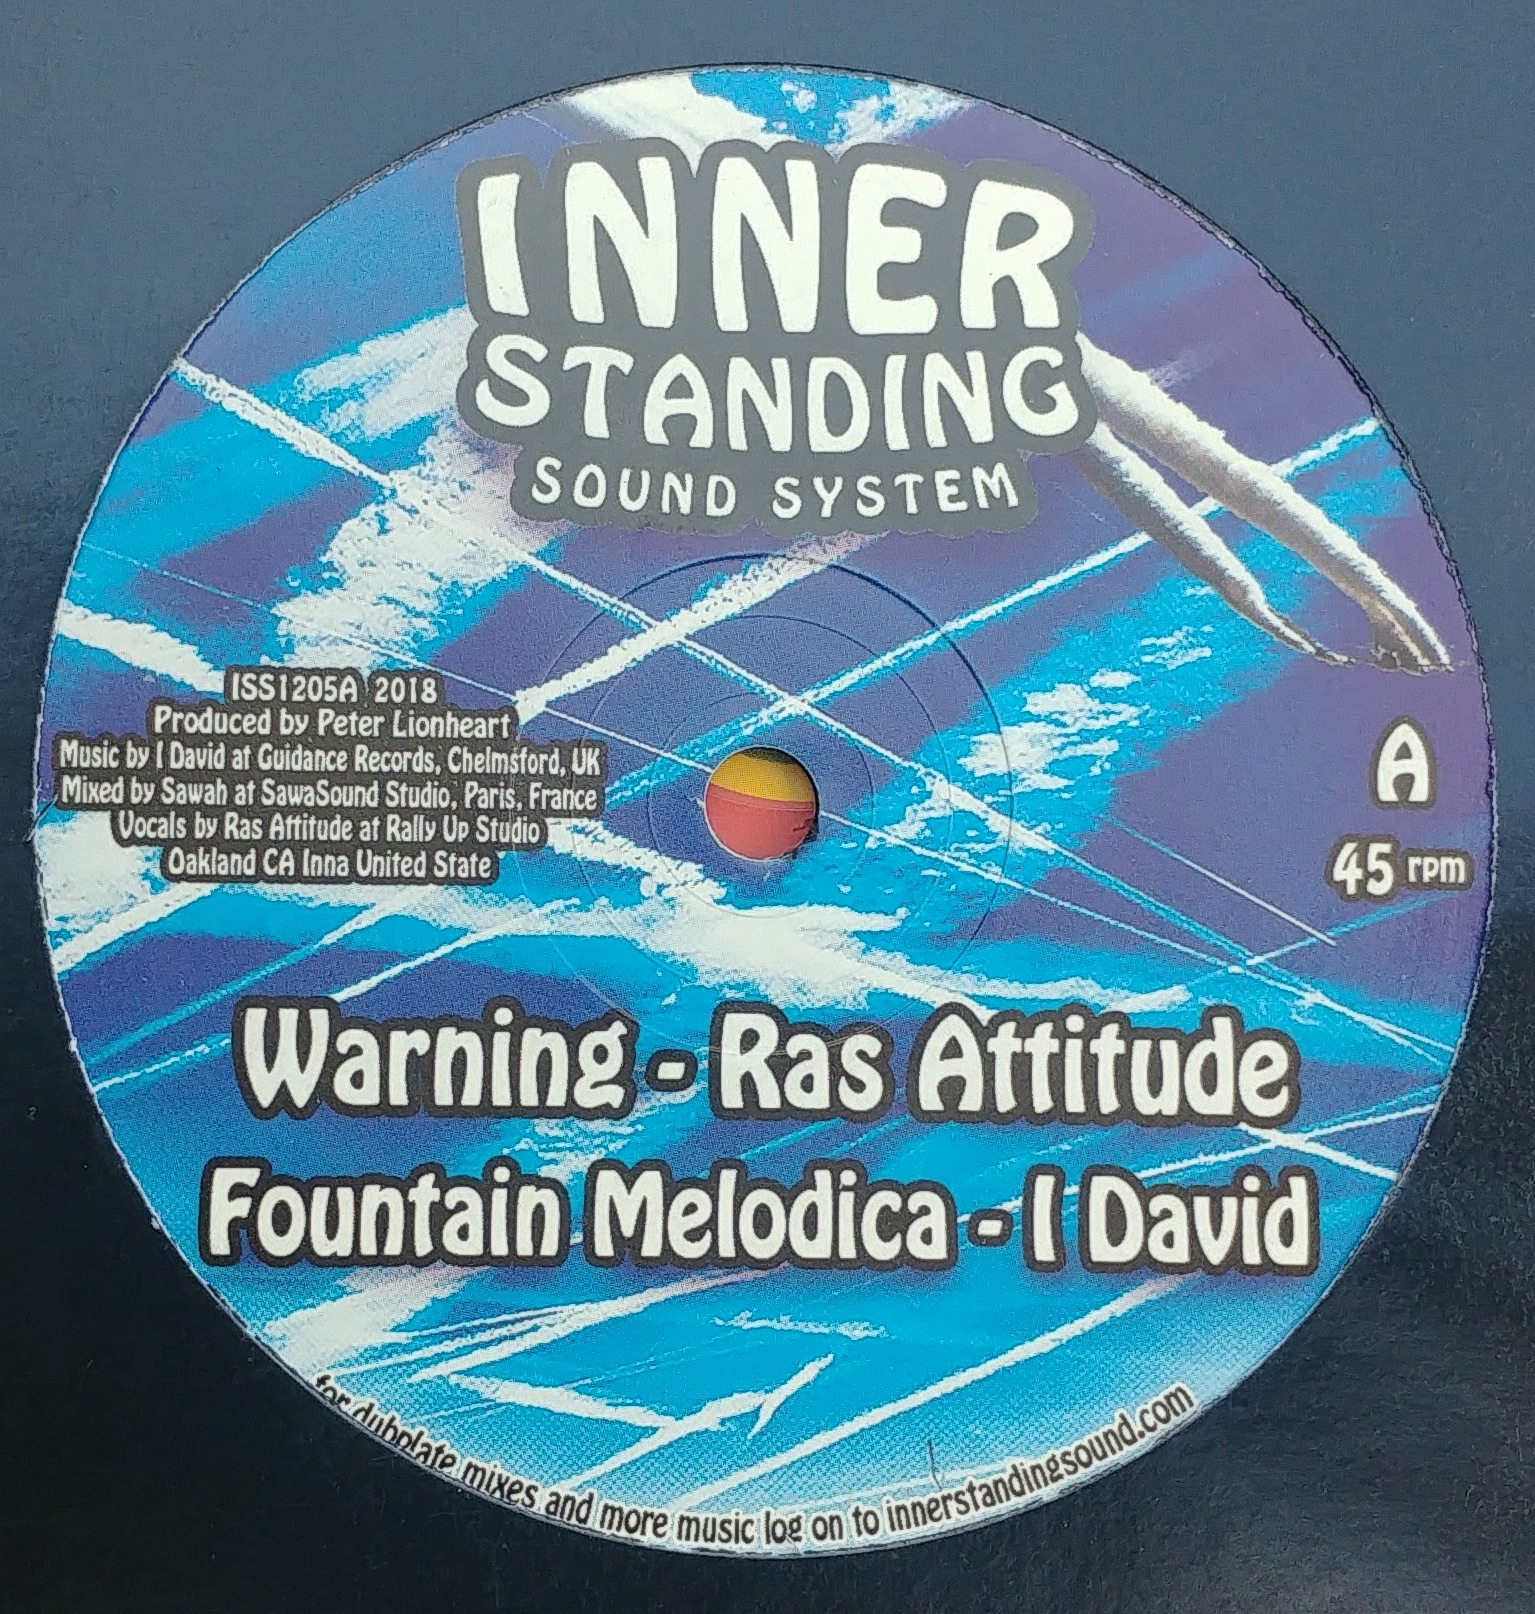 INNER
STANDING
SOUND SYSTEM
ISS1205A 2018
Produced by Peter Lionheart
Music by I David at Guidance Records, Chelmsford, UK
Mixed by Sawah at SawaSound Studio, Paris, France
Vocals by Ras Attitude at Rally Up Studio
Oakland CA Inna United State
A
45 rpm
Warning - Ras Attitude
Fountain Melodica - I David
for dubplate mixes and more music log on to innerstandingsound.com